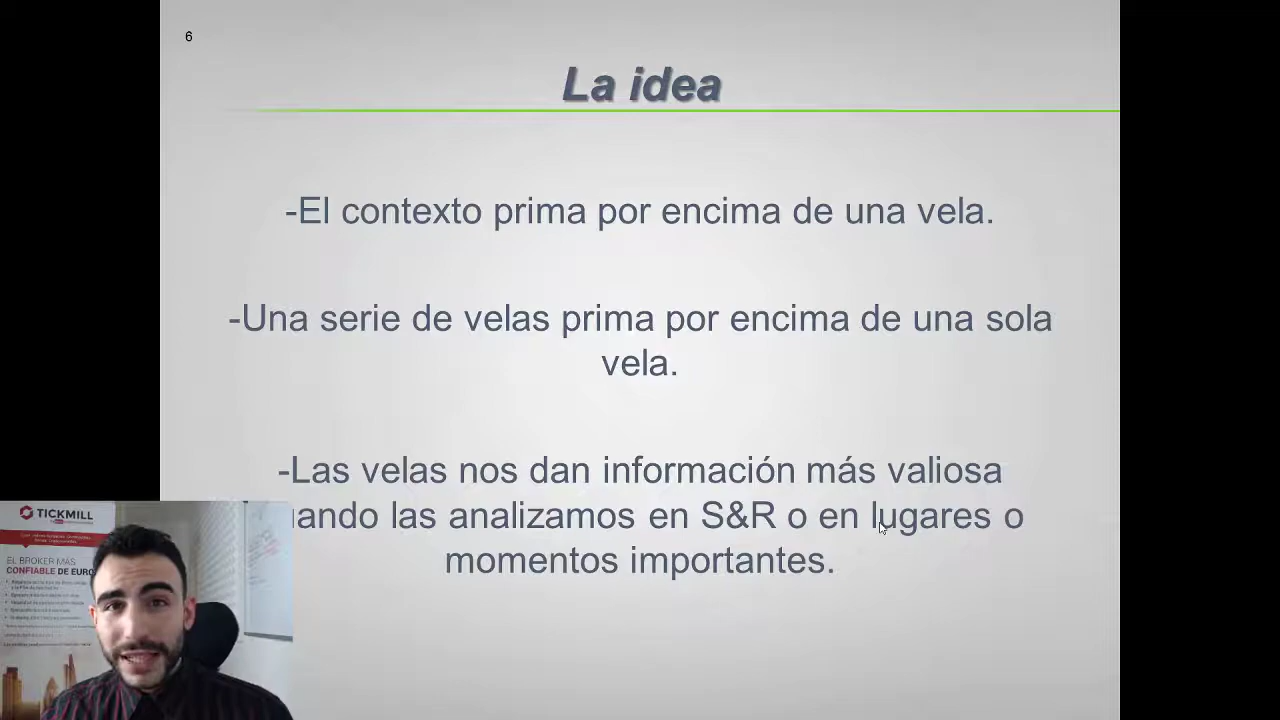 6
La idea
-El contexto prima por encima de una vela.
-Una serie de velas prima por encima de una sola
vela.
-Las velas nos dan información más valiosa
uando las analizamos en S&R o en lugares o
momentos importantes.
TICKMILL
EL BROKER MÁS
CONFIABLE DE EURO